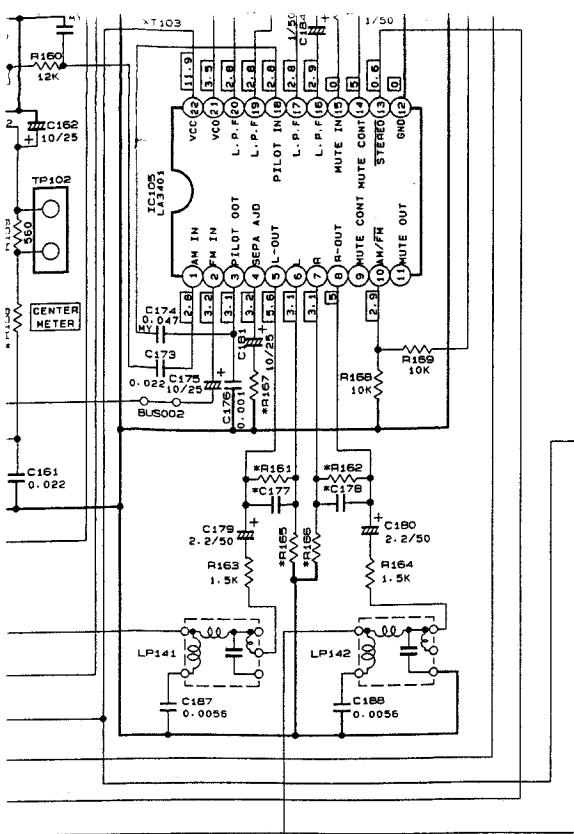 XT103
1/50
1/50
C184
R160
12K
11.9
3.5
2.8
2.8
2.8
2.8
2.9
0
5
0.6
0
22
21
20
19
18
17
16
15
14
13
12
VCC
VCO
L.P.F
L.P.F
PILOT IN
L.P.F
L.P.F
MUTE IN
MUTE CONT
STEREO
GND
C162
10/25
TP102
560
IC105
LA3401
AM IN
FM IN
PILOT OUT
SEPA AJD
L-OUT
L
R
R-OUT
MUTE CONT
AM/FM
MUTE OUT
1
2
3
4
5
6
7
8
9
10
11
2.8
3.2
3.1
3.2
5.6
3.1
3.1
5
2.9
CENTER
METER
C174
0.047
MY
C173
0.022
C175
10/25
C181
10/25
C176
0.001
*R167
R169
10K
R168
10K
BUS002
C161
0.022
*R161
*C177
*R162
*C178
C179
2.2/50
*R165
*R166
C180
2.2/50
R163
1.5K
R164
1.5K
LP141
LP142
C187
0.0056
C188
0.0056